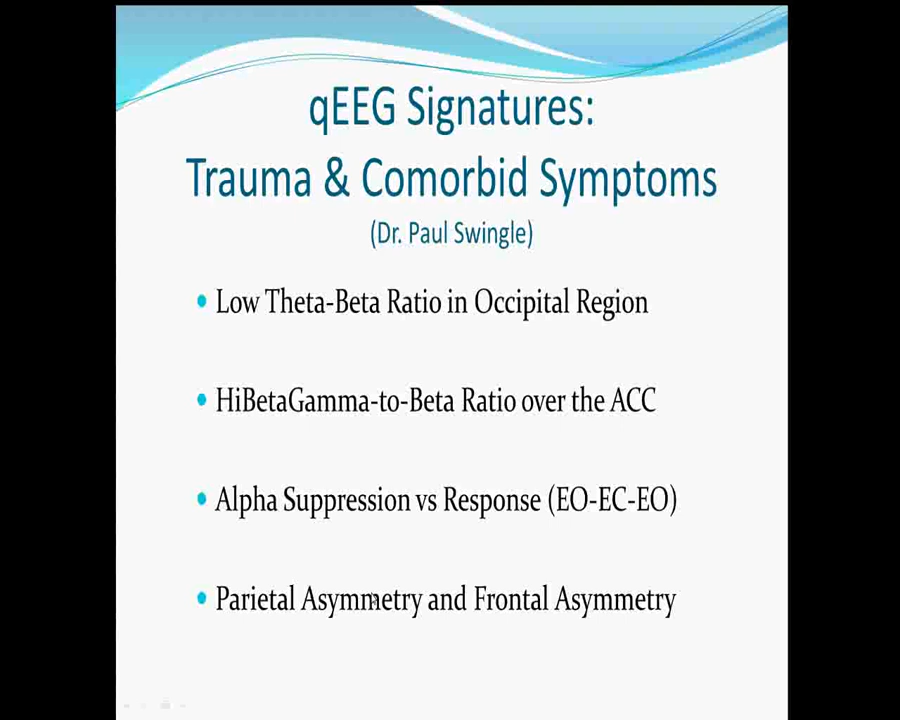 qEEG Signatures:
Trauma & Comorbid Symptoms
(Dr. Paul Swingle)
• Low Theta-Beta Ratio in Occipital Region
• HiBetaGamma-to-Beta Ratio over the ACC
• Alpha Suppression vs Response (EO-EC-EO)
• Parietal Asymmetry and Frontal Asymmetry